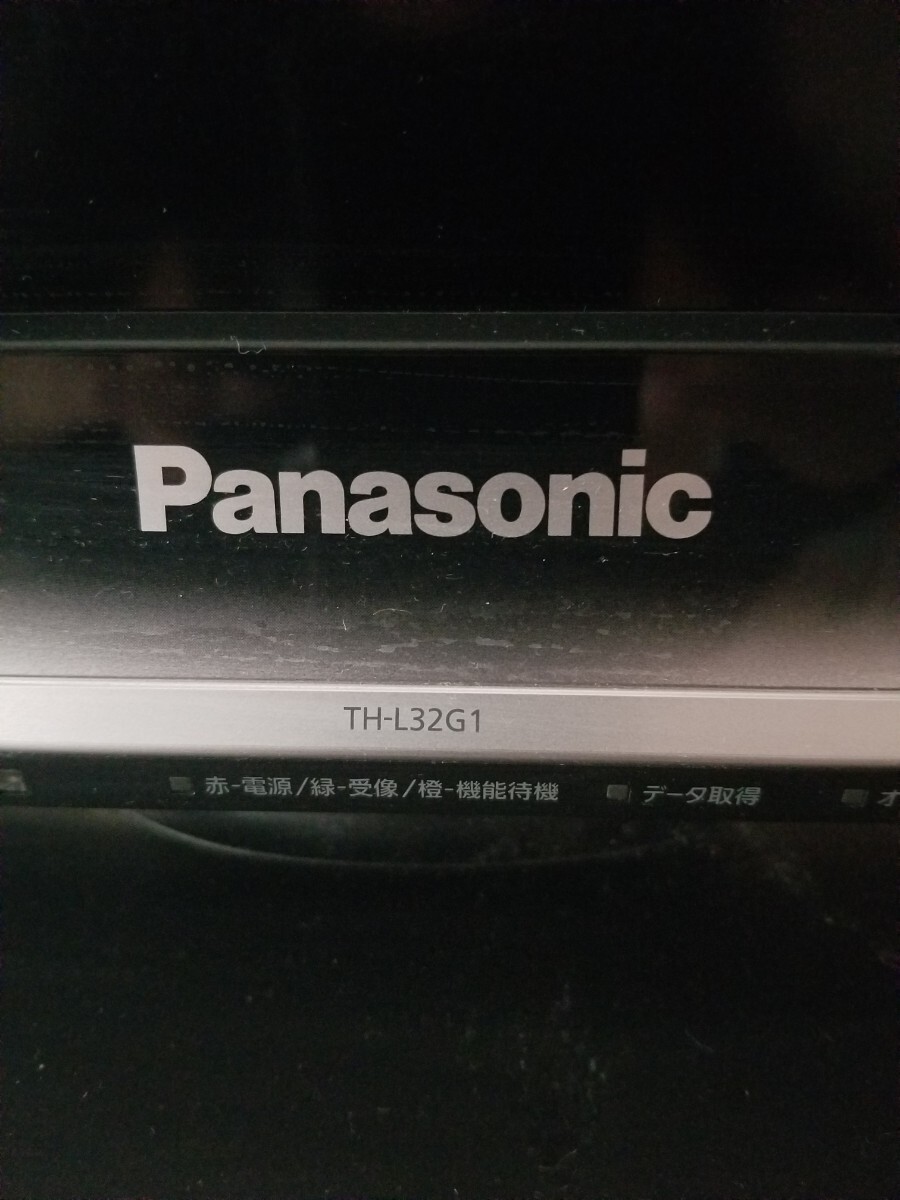 Panasonic
TH-L32G1
赤-電源/緑-受像/橙-機能待機 データ取得 オ